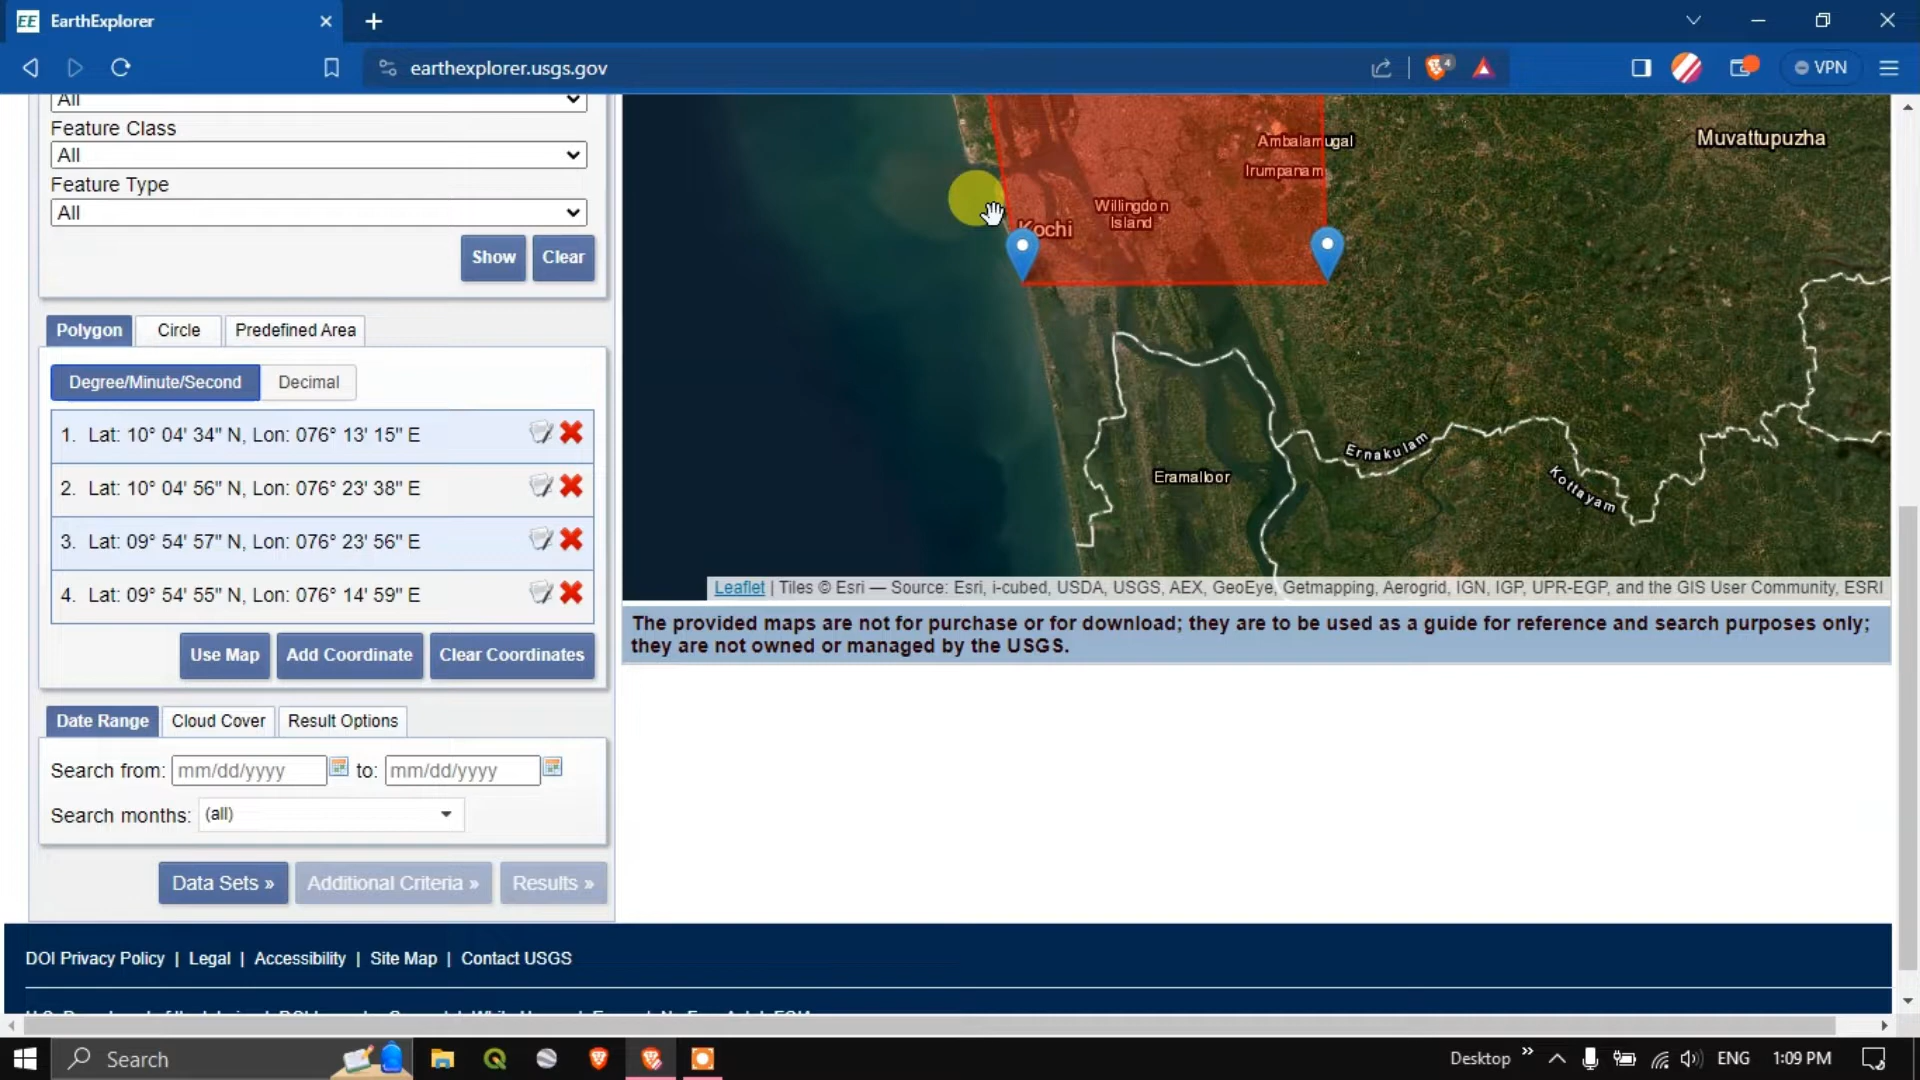 EE EarthExplorer
earthexplorer.usgs.gov
4
VPN
All
Feature Class
All
Feature Type
All
Show
Clear
Polygon
Circle
Predefined Area
Degree/Minute/Second
Decimal
1. Lat: 10° 04' 34" N, Lon: 076° 13' 15" E
2. Lat: 10° 04' 56" N, Lon: 076° 23' 38" E
3. Lat: 09° 54' 57" N, Lon: 076° 23' 56" E
4. Lat: 09° 54' 55" N, Lon: 076° 14' 59" E
Use Map
Add Coordinate
Clear Coordinates
Date Range
Cloud Cover
Result Options
Search from: mm/dd/yyyy to: mm/dd/yyyy
Search months: (all)
Data Sets »
Additional Criteria »
Results »
Ambalamugal
Irumpanam
Muvattupuzha
Willingdon
Island
Kochi
Eramalloor
Ernakulam
Kottayam
Leaflet | Tiles © Esri — Source: Esri, i-cubed, USDA, USGS, AEX, GeoEye, Getmapping, Aerogrid, IGN, IGP, UPR-EGP, and the GIS User Community, ESRI
The provided maps are not for purchase or for download; they are to be used as a guide for reference and search purposes only;
they are not owned or managed by the USGS.
DOI Privacy Policy | Legal | Accessibility | Site Map | Contact USGS
Search
Desktop »
ENG
1:09 PM